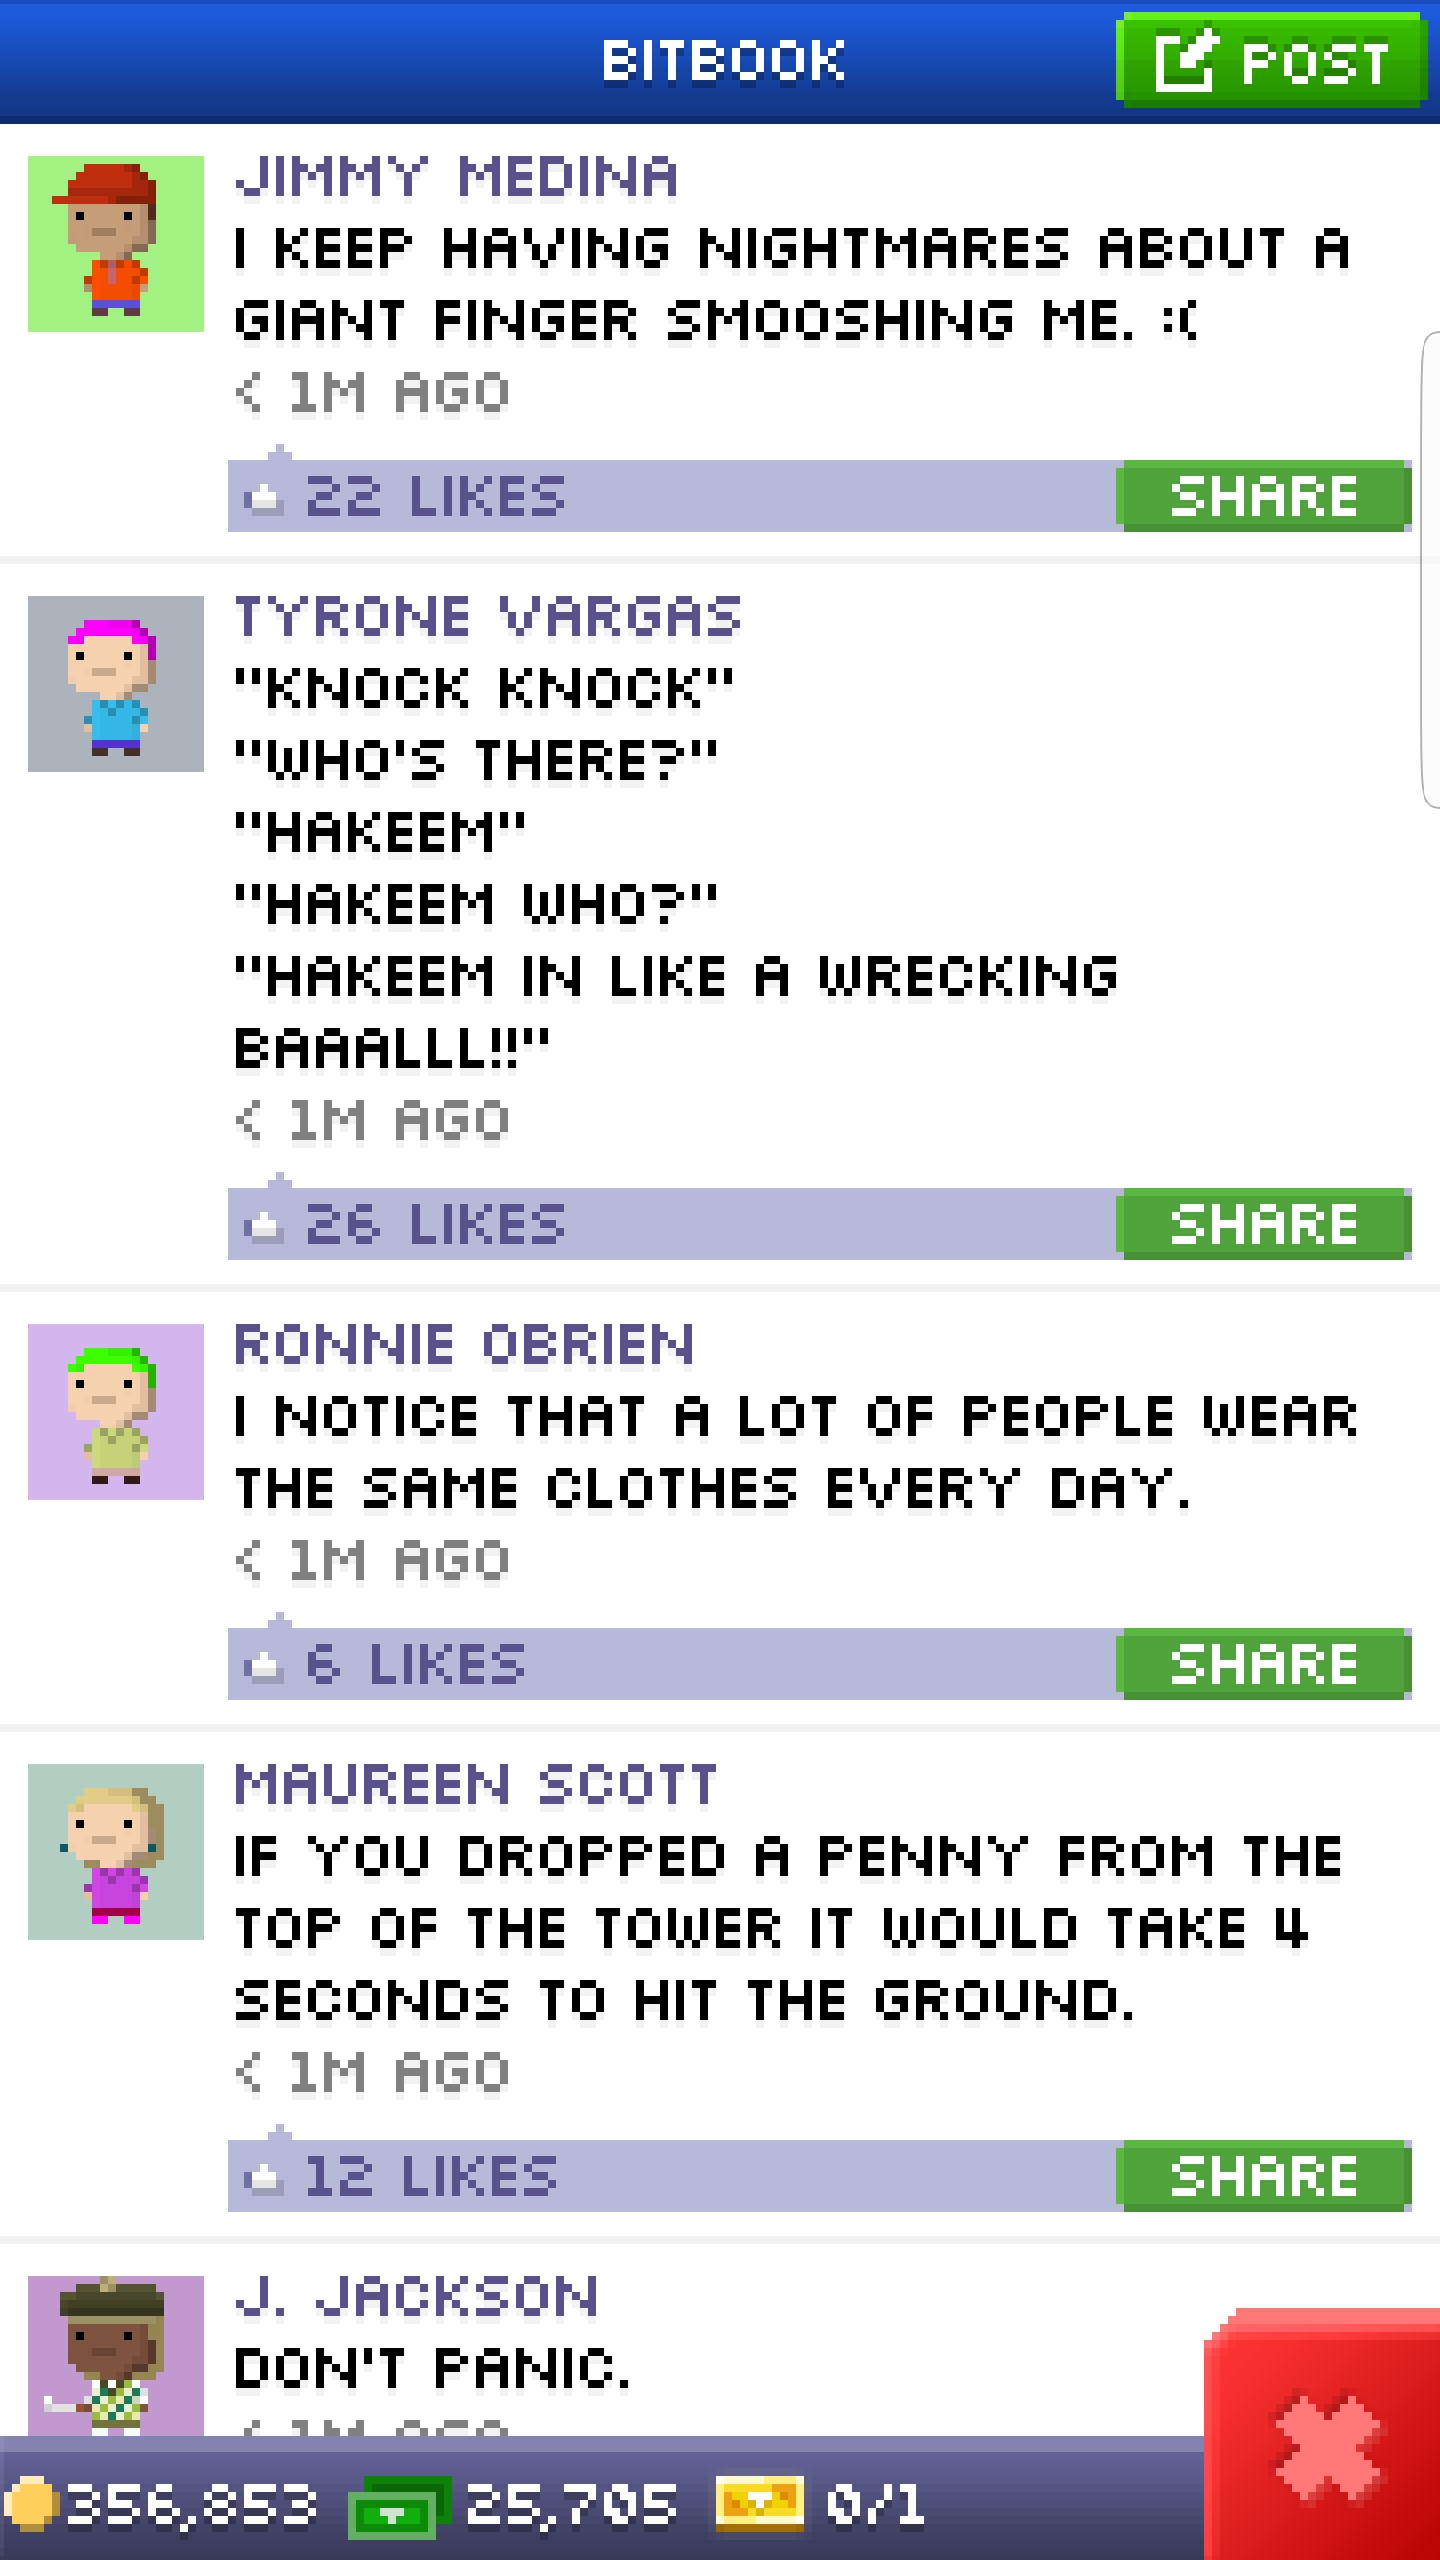 BITBOOK
POST
JIMMY MEDINA
I KEEP HAVING NIGHTMARES ABOUT A
GIANT FINGER SMOOSHING ME. :(
< 1M AGO
22 LIKES
SHARE
TYRONE VARGAS
"KNOCK KNOCK"
"WHO'S THERE?"
"HAKEEM"
"HAKEEM WHO?"
"HAKEEM IN LIKE A WRECKING
BAAALLL!!"
< 1M AGO
26 LIKES
SHARE
RONNIE OBRIEN
I NOTICE THAT A LOT OF PEOPLE WEAR
THE SAME CLOTHES EVERY DAY.
< 1M AGO
6 LIKES
SHARE
MAUREEN SCOTT
IF YOU DROPPED A PENNY FROM THE
TOP OF THE TOWER IT WOULD TAKE 4
SECONDS TO HIT THE GROUND.
< 1M AGO
12 LIKES
SHARE
J. JACKSON
DON'T PANIC.
< 1M AGO
356,853 25,705 0/1